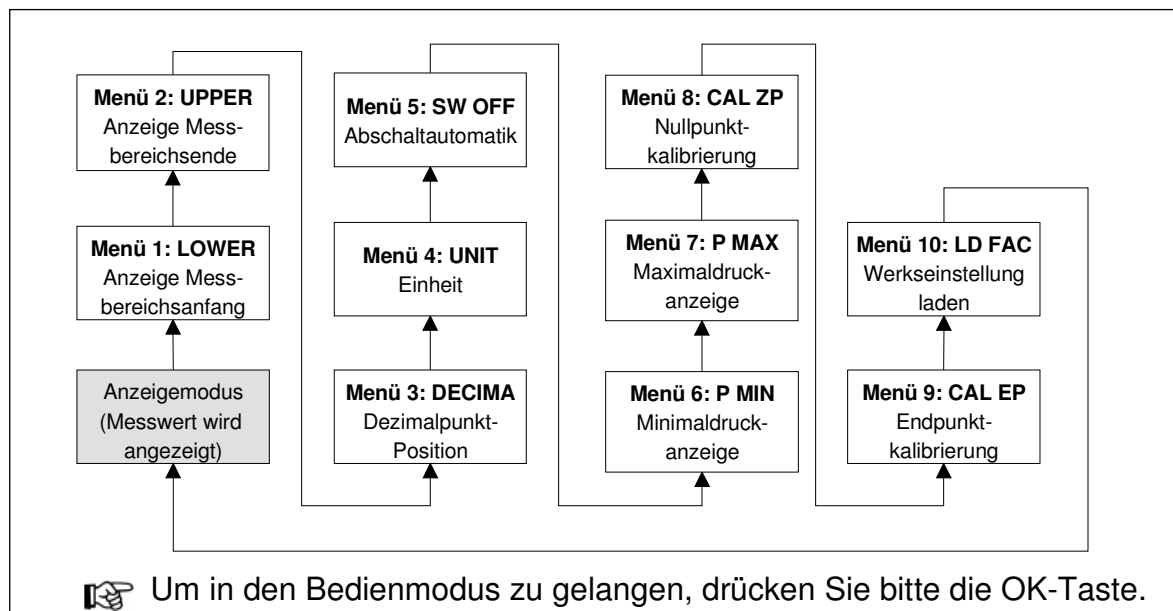 Menü 2: UPPER
Anzeige Mess-
bereichsende
Menü 1: LOWER
Anzeige Mess-
bereichsanfang
Anzeigemodus
(Messwert wird
angezeigt)
Menü 5: SW OFF
Abschaltautomatik
Menü 4: UNIT
Einheit
Menü 3: DECIMA
Dezimalpunkt-
Position
Menü 8: CAL ZP
Nullpunkt-
kalibrierung
Menü 7: P MAX
Maximaldruck-
anzeige
Menü 6: P MIN
Minimaldruck-
anzeige
Menü 10: LD FAC
Werkseinstellung
laden
Menü 9: CAL EP
Endpunkt-
kalibrierung
Um in den Bedienmodus zu gelangen, drücken Sie bitte die OK-Taste.